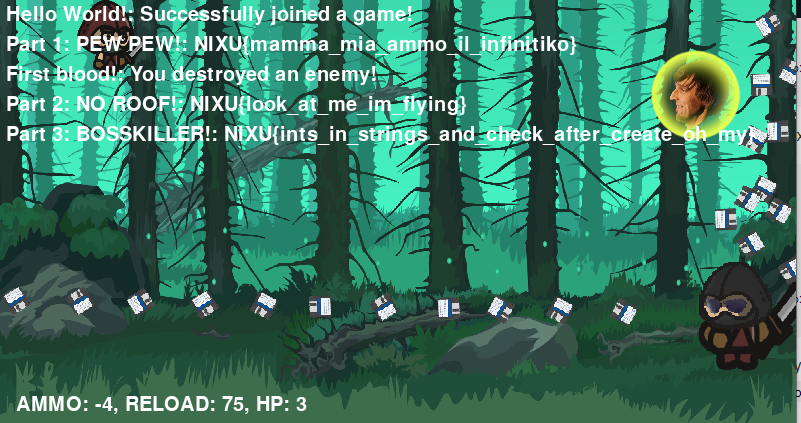 Hello World!: Successfully joined a game!
Part 1: PEW PEW!: NIXU{mamma_mia_ammo_il_infinitiko}
First blood!: You destroyed an enemy!
Part 2: NO ROOF!: NIXU{look_at_me_im_flying}
Part 3: BOSSKILLER!: NIXU{ints_in_strings_and_check_after_create_oh_my}
AMMO: -4, RELOAD: 75, HP: 3